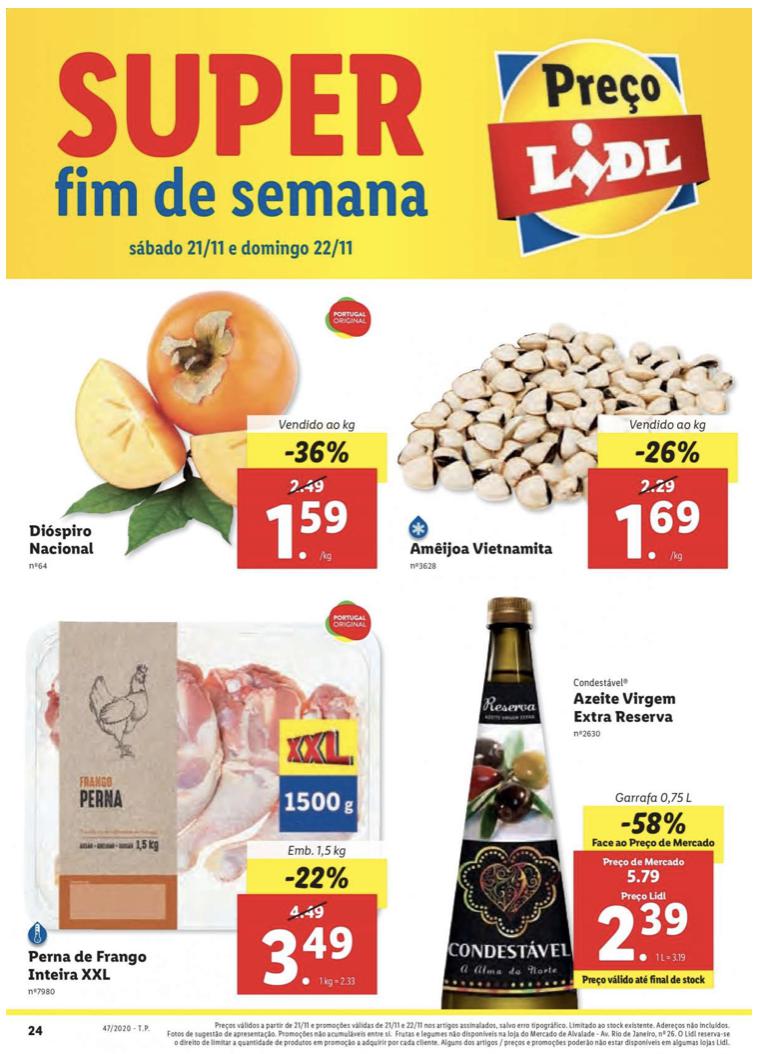 SUPER
fim de semana
sábado 21/11 e domingo 22/11
Preço
LIDL
PORTUGAL
ORIGINAL
Vendido ao kg
-36%
2.49
1.59
/kg
Dióspiro
Nacional
nº64
Vendido ao kg
-26%
2.29
1.69
/kg
Amêijoa Vietnamita
nº3628
PORTUGAL
ORIGINAL
FRANGO
PERNA
1,5 kg
XXL
1500 g
Emb. 1,5 kg
-22%
4.49
3.49
1 kg = 2.33
Perna de Frango
Inteira XXL
nº7980
Reserva
AZEITE VIRGEM EXTRA
CONDESTÁVEL
A Alma do Norte
Condestável®
Azeite Virgem
Extra Reserva
nº2630
Garrafa 0,75 L
-58%
Face ao Preço de Mercado
Preço de Mercado
5.79
Preço Lidl
2.39
1 L = 3.19
Preço válido até final de stock
24
47/2020 - T.P.
Preços válidos a partir de 21/11 e promoções válidas de 21/11 e 22/11 nos artigos assinalados, salvo erro tipográfico. Limitado ao stock existente. Adereços não incluídos.
Fotos de sugestão de apresentação. Promoções não acumuláveis entre si. Frutas e legumes não disponíveis na loja do Mercado de Alvalade - Av. Rio de Janeiro, nº 26. O Lidl reserva-se
o direito de limitar a quantidade de produtos em promoção a adquirir por cada cliente. Alguns dos artigos / preços e promoções poderão não estar disponíveis em algumas lojas Lidl.